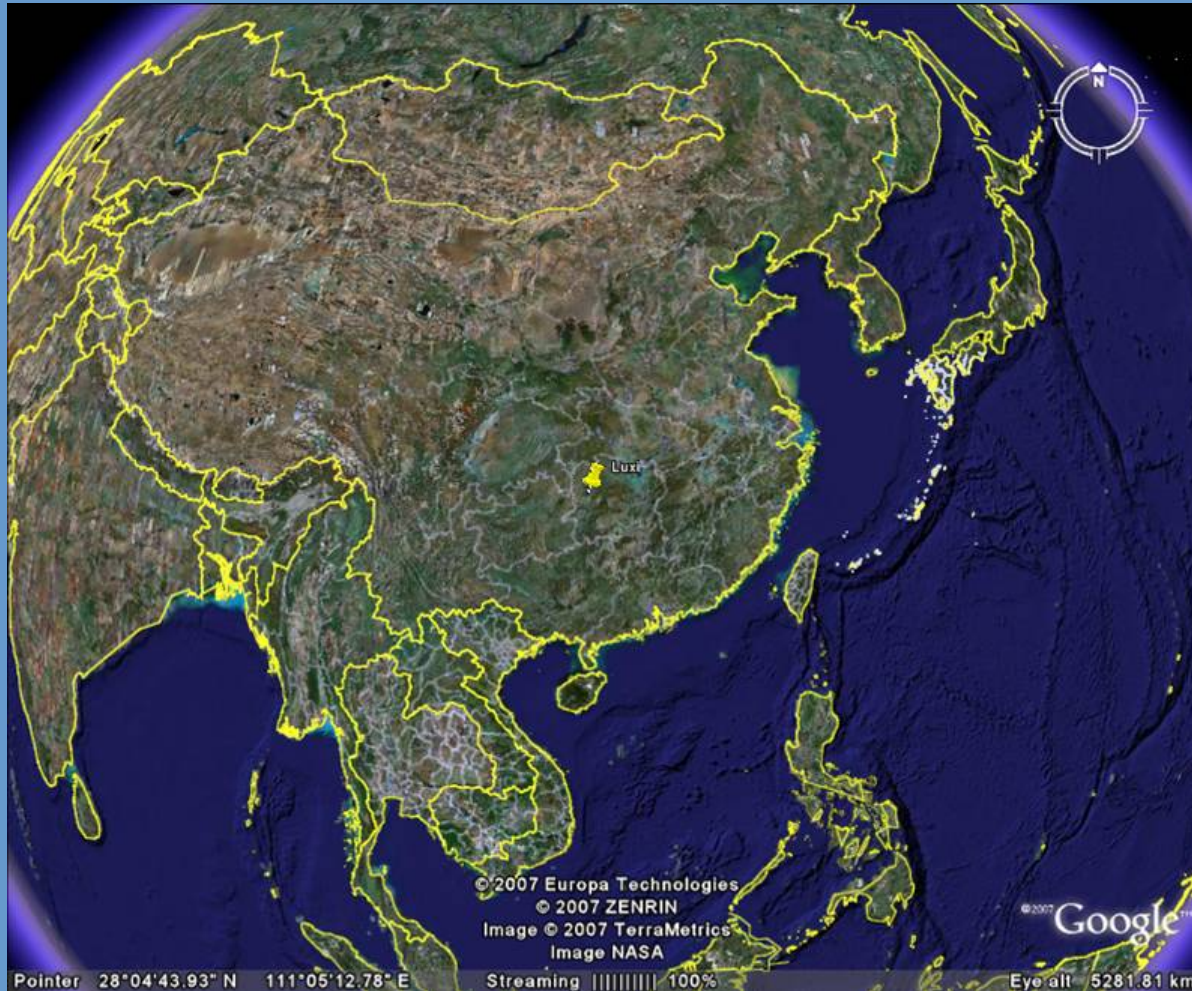 N
Luxi
© 2007 Europa Technologies
© 2007 ZENRIN
Image © 2007 TerraMetrics
Image NASA
©2007 Google™
Pointer 28°04'43.93" N 111°05'12.78" E Streaming |||||||||| 100% Eye alt 5281.81 km